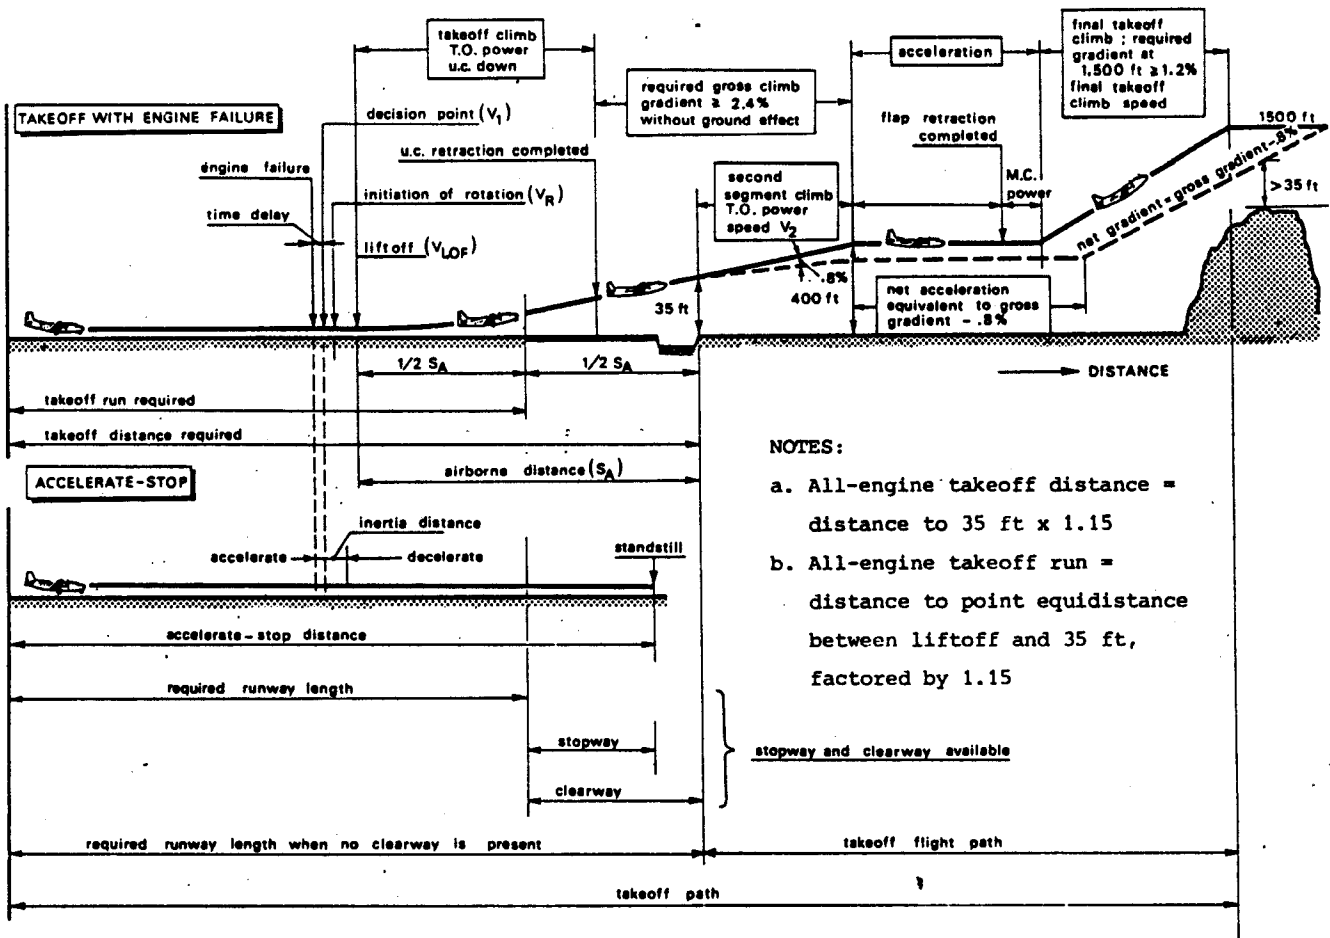 takeoff climb
T.O. power
u.c. down
acceleration
final takeoff
climb ; required
gradient at
1,500 ft ≥ 1.2%
final takeoff
climb speed
required gross climb
gradient ≥ 2.4%
without ground effect
TAKEOFF WITH ENGINE FAILURE
decision point (V1)
flap retraction
completed
1500 ft
u.c. retraction completed
engine failure
second
segment climb
T.O. power
speed V2
M.C.
power
initiation of rotation (VR)
time delay
net gradient = gross gradient - .8%
>35 ft
liftoff (VLOF)
.8%
35 ft
400 ft
net acceleration
equivalent to gross
gradient - .8%
1/2 SA
1/2 SA
DISTANCE
takeoff run required
takeoff distance required
airborne distance (SA)
ACCELERATE-STOP
inertia distance
accelerate
decelerate
standstill
accelerate-stop distance
required runway length
stopway
clearway
stopway and clearway available
NOTES:
a. All-engine takeoff distance =
distance to 35 ft x 1.15
b. All-engine takeoff run =
distance to point equidistance
between liftoff and 35 ft,
factored by 1.15
required runway length when no clearway is present
takeoff flight path
takeoff path